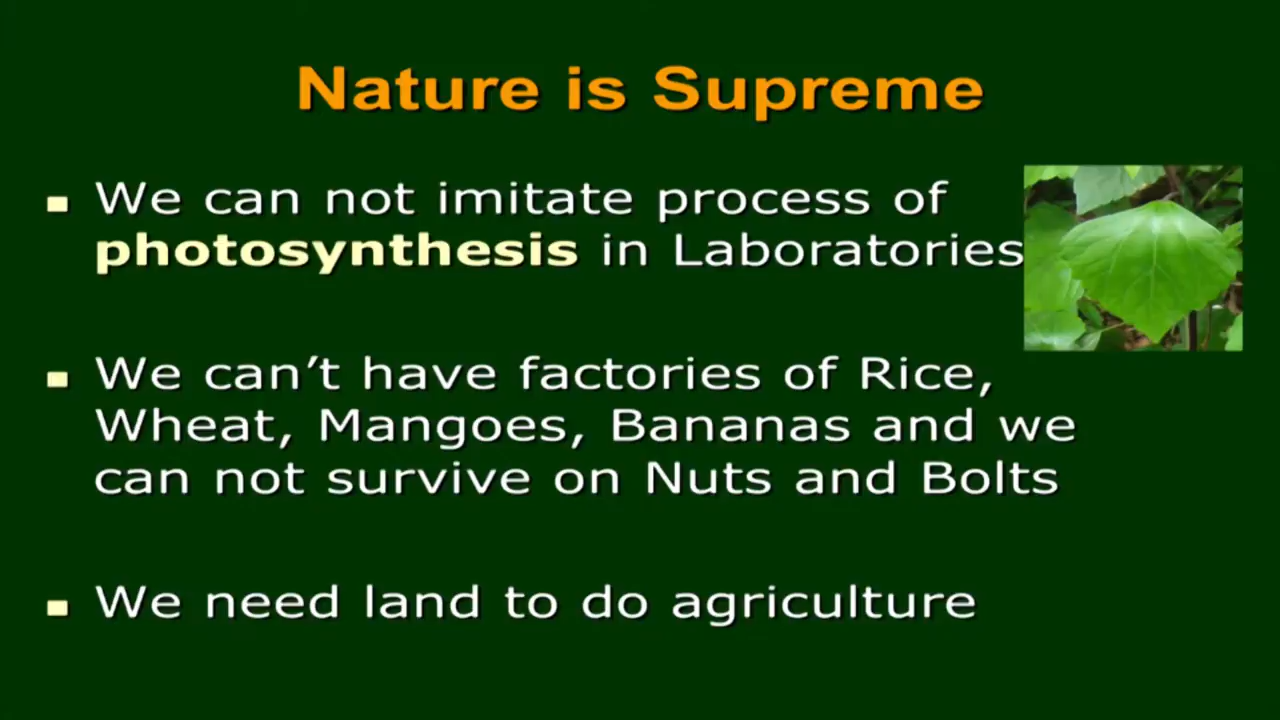 Nature is Supreme
We can not imitate process of
photosynthesis in Laboratories
We can't have factories of Rice,
Wheat, Mangoes, Bananas and we
can not survive on Nuts and Bolts
We need land to do agriculture